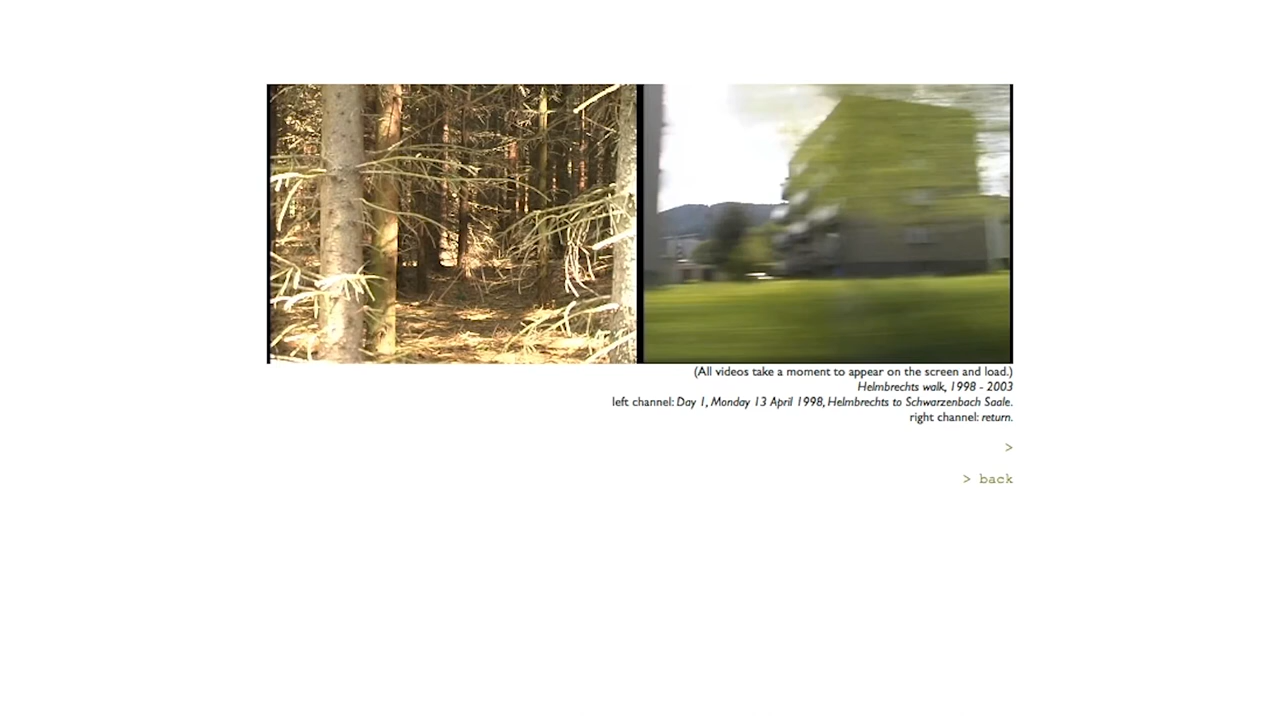 (All videos take a moment to appear on the screen and load.)
Helmbrechts walk, 1998 - 2003
left channel: Day 1, Monday 13 April 1998, Helmbrechts to Schwarzenbach Saale.
right channel: return.
>
> back